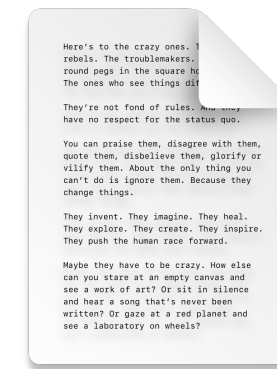 Here's to the crazy ones.
rebels. The troublemakers.
round pegs in the square
The ones who see things
They're not fond of rules. And they
have no respect for the status quo.
You can praise them, disagree with them,
quote them, disbelieve them, glorify or
vilify them. About the only thing you
can't do is ignore them. Because they
change things.
They invent. They imagine. They heal.
They explore. They create. They inspire.
They push the human race forward.
Maybe they have to be crazy. How else
can you stare at an empty canvas and
see a work of art? Or sit in silence
and hear a song that's never been
written? Or gaze at a red planet and
see a laboratory on wheels?